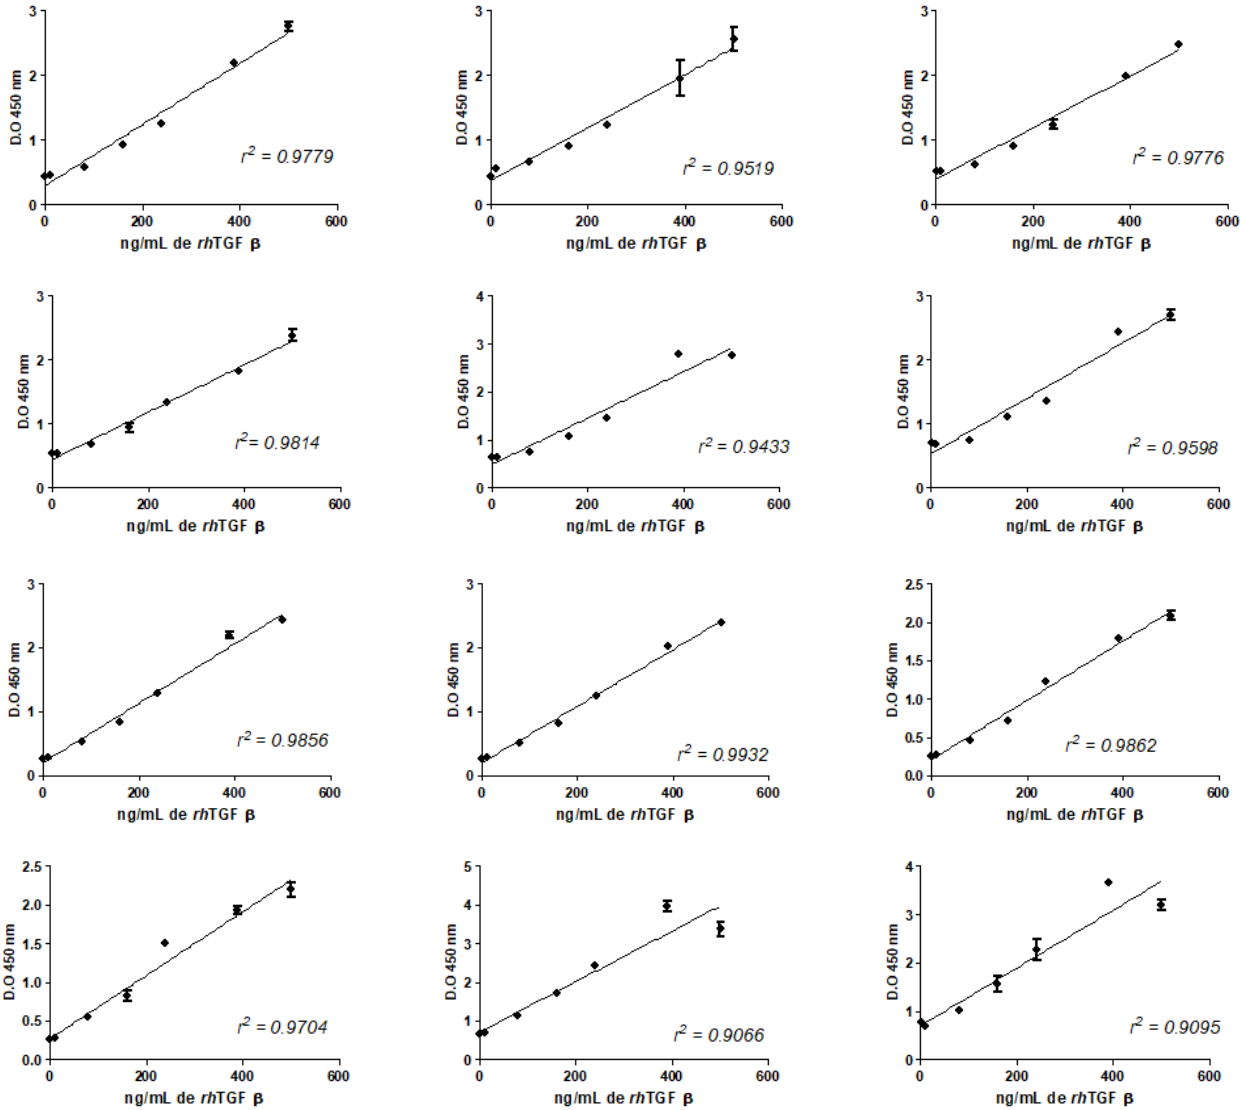 3
2
1
0
D.O 450 nm
r² = 0.9779
0 200 400 600
ng/mL de rhTGF β
3
2
1
0
D.O 450 nm
r² = 0.9519
0 200 400 600
ng/mL de rhTGF β
3
2
1
0
D.O 450 nm
r² = 0.9776
0 200 400 600
ng/mL de rhTGF β
3
2
1
0
D.O 450 nm
r²= 0.9814
0 200 400 600
ng/mL de rhTGF β
4
3
2
1
0
D.O 450 nm
r² = 0.9433
0 200 400 600
ng/mL de rhTGF β
3
2
1
0
D.O 450 nm
r² = 0.9598
0 200 400 600
ng/mL de rhTGF β
3
2
1
0
D.O 450 nm
r² = 0.9856
0 200 400 600
ng/mL de rhTGF β
3
2
1
0
D.O 450 nm
r² = 0.9932
0 200 400 600
ng/mL de rhTGF β
2.5
2.0
1.5
1.0
0.5
0.0
D.O 450 nm
r² = 0.9862
0 200 400 600
ng/mL de rhTGF β
2.5
2.0
1.5
1.0
0.5
0.0
D.O 450 nm
r² = 0.9704
0 200 400 600
ng/mL de rhTGF β
5
4
3
2
1
0
D.O 450 nm
r² = 0.9066
0 200 400 600
ng/mL de rhTGF β
4
3
2
1
0
D.O 450 nm
r² = 0.9095
0 200 400 600
ng/mL de rhTGF β